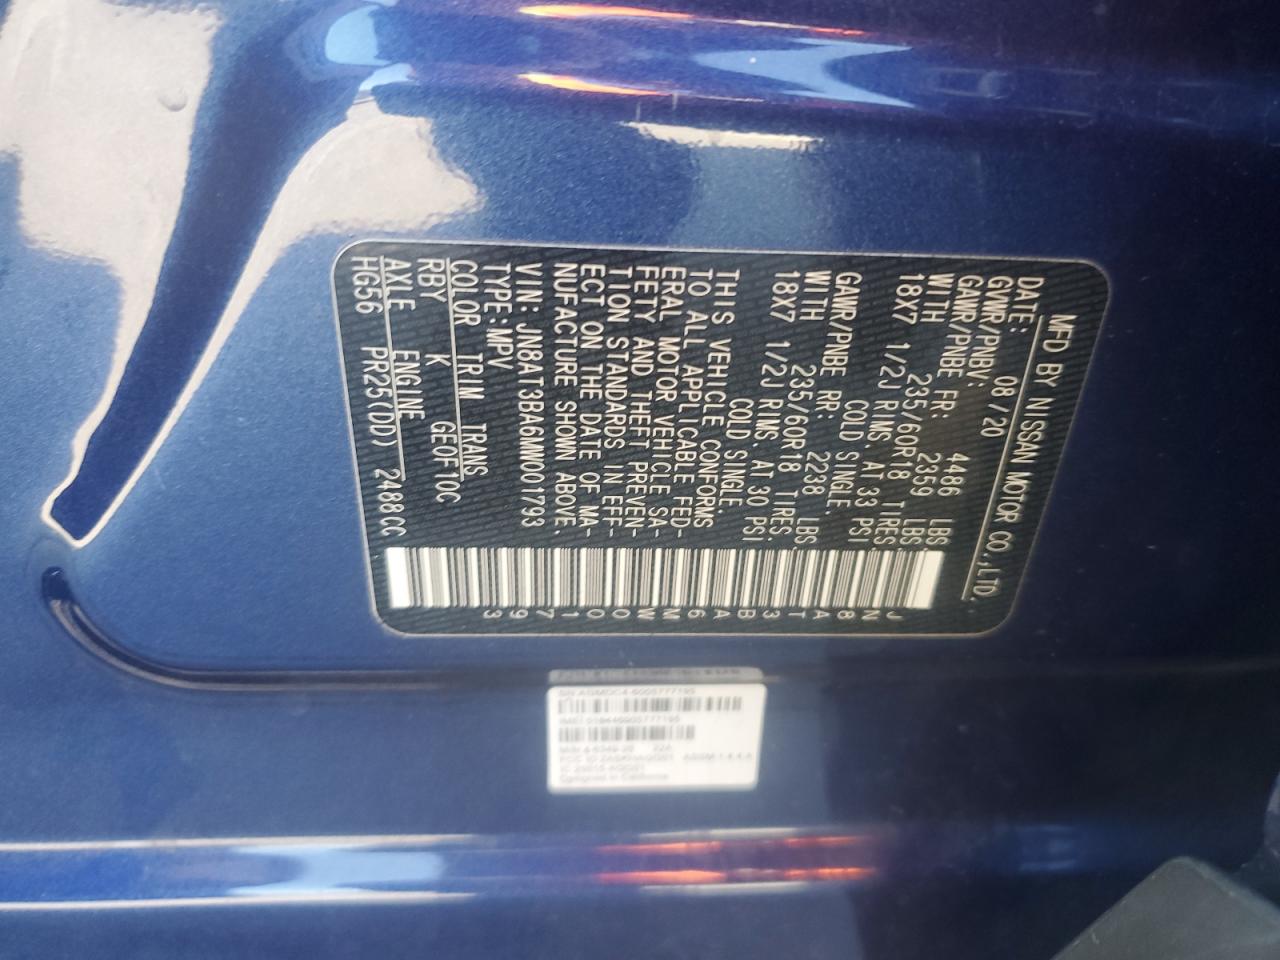 MFD BY NISSAN MOTOR CO.,LTD.
DATE: 08/20
GVWR/PNBV: 4486 LBS.
GAWR/PNBE FR: 2359 LBS.
WITH 235/60R18 TIRES.
18X7 1/2J RIMS AT 33 PSI
COLD SINGLE.
GAWR/PNBE RR: 2238 LBS.
WITH 235/60R18 TIRES.
18X7 1/2J RIMS. AT 30 PSI
COLD SINGLE.
THIS VEHICLE CONFORMS
TO ALL APPLICABLE FED-
ERAL MOTOR VEHICLE SA-
FETY AND THEFT PREVEN-
TION STANDARDS IN EFF-
ECT ON THE DATE OF MA-
NUFACTURE SHOWN ABOVE.
VIN: JN8AT3BA6MW001793
TYPE:MPV
COLOR TRIM TRANS
RBY K GE0F10C
AXLE ENGINE
HG56 PR25(DD) 2488CC
JN8AT3BA6MW001793
Designed in California